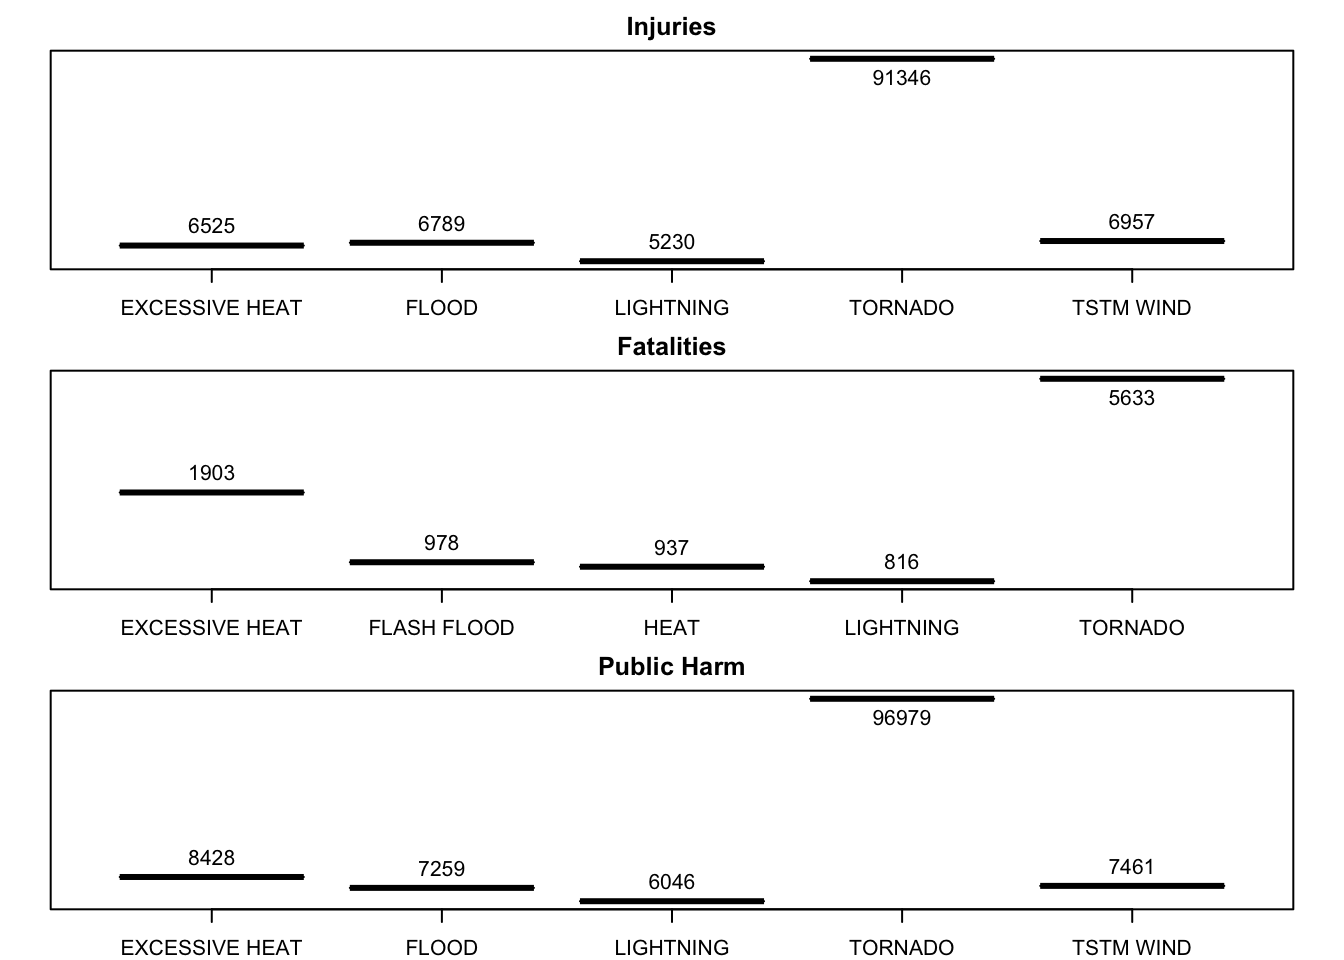 Injuries
91346
6525 6789 5230 6957
EXCESSIVE HEAT FLOOD LIGHTNING TORNADO TSTM WIND
Fatalities
5633
1903
978 937 816
EXCESSIVE HEAT FLASH FLOOD HEAT LIGHTNING TORNADO
Public Harm
96979
8428 7259 6046 7461
EXCESSIVE HEAT FLOOD LIGHTNING TORNADO TSTM WIND